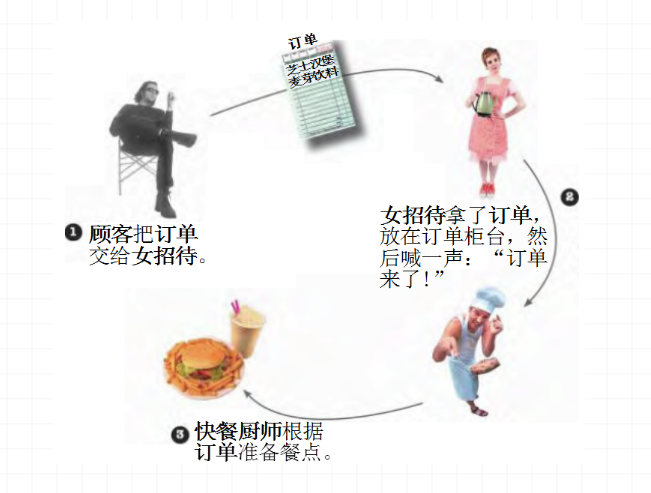 订单
芝士汉堡
麦芽饮料
1 顾客把订单
交给女招待。
2
女招待拿了订单，
放在订单柜台，然
后喊一声：“订单
来了!”
3 快餐厨师根据
订单准备餐点。